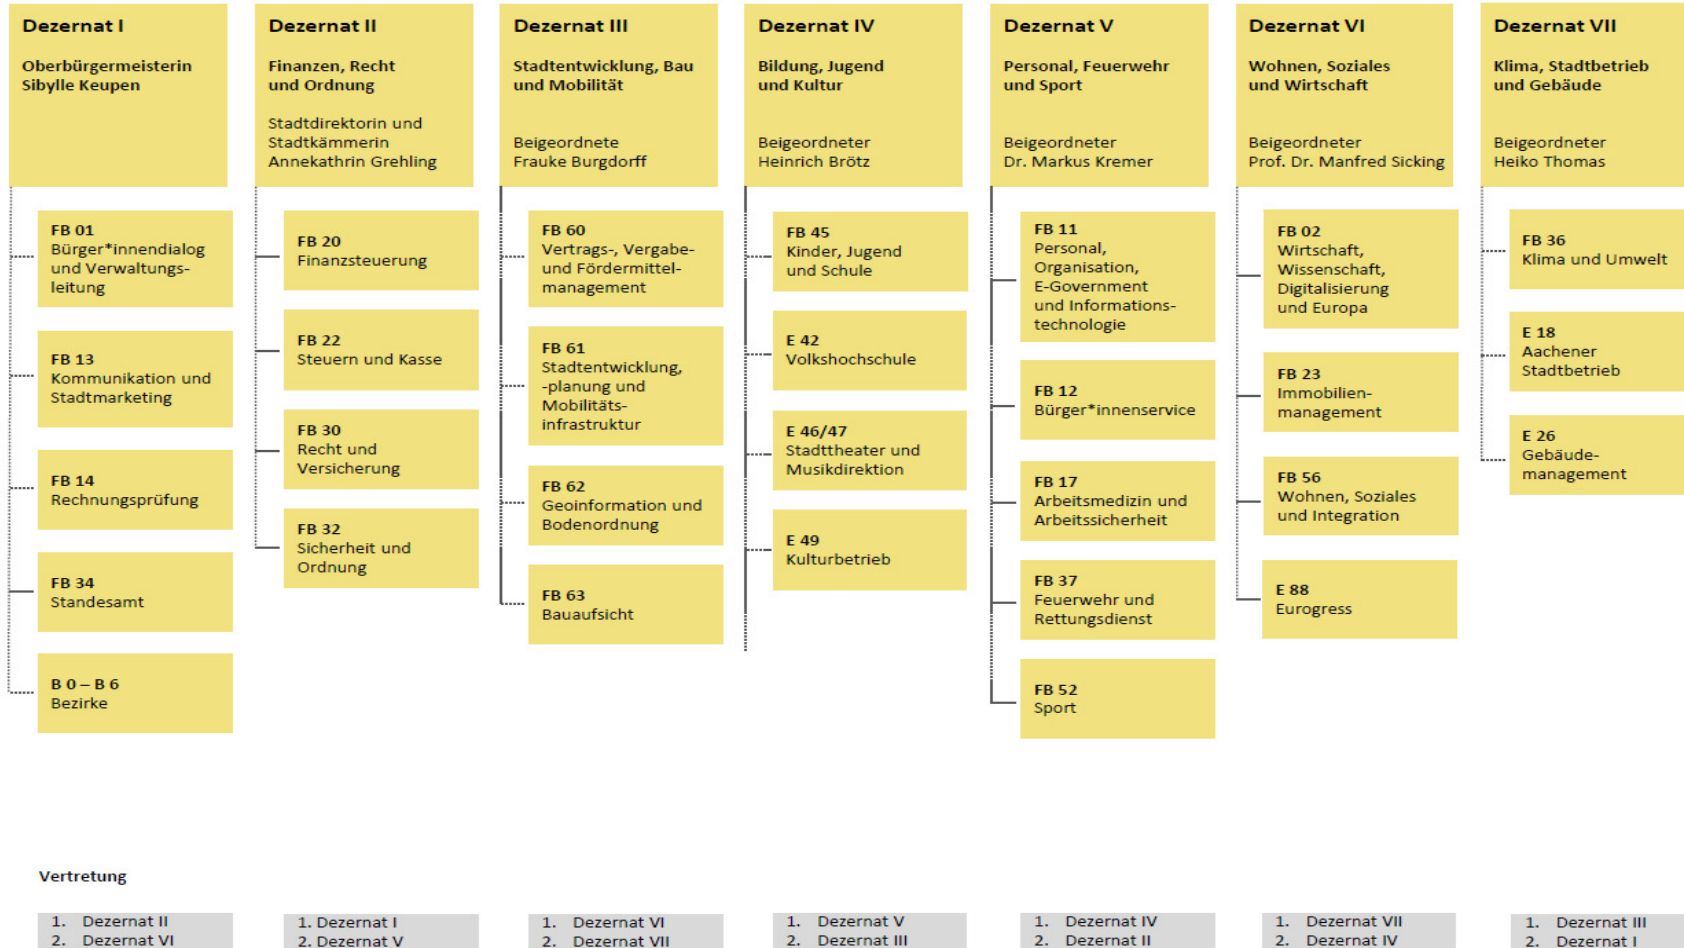 Dezernat I
Oberbürgermeisterin
Sibylle Keupen
FB 01
Bürger*innendialog
und Verwaltungs-
leitung
FB 13
Kommunikation und
Stadtmarketing
FB 14
Rechnungsprüfung
FB 34
Standesamt
B 0 – B 6
Bezirke
Dezernat II
Finanzen, Recht
und Ordnung
Stadtdirektorin und
Stadtkämmerin
Annekathrin Grehling
FB 20
Finanzsteuerung
FB 22
Steuern und Kasse
FB 30
Recht und
Versicherung
FB 32
Sicherheit und
Ordnung
Dezernat III
Stadtentwicklung, Bau
und Mobilität
Beigeordnete
Frauke Burgdorff
FB 60
Vertrags-, Vergabe-
und Fördermittel-
management
FB 61
Stadtentwicklung,
-planung und
Mobilitäts-
infrastruktur
FB 62
Geoinformation und
Bodenordnung
FB 63
Bauaufsicht
Dezernat IV
Bildung, Jugend
und Kultur
Beigeordneter
Heinrich Brötz
FB 45
Kinder, Jugend
und Schule
E 42
Volkshochschule
E 46/47
Stadttheater und
Musikdirektion
E 49
Kulturbetrieb
Dezernat V
Personal, Feuerwehr
und Sport
Beigeordneter
Dr. Markus Kremer
FB 11
Personal,
Organisation,
E-Government
und Informations-
technologie
FB 12
Bürger*innenservice
FB 17
Arbeitsmedizin und
Arbeitssicherheit
FB 37
Feuerwehr und
Rettungsdienst
FB 52
Sport
Dezernat VI
Wohnen, Soziales
und Wirtschaft
Beigeordneter
Prof. Dr. Manfred Sicking
FB 02
Wirtschaft,
Wissenschaft,
Digitalisierung
und Europa
FB 23
Immobilien-
management
FB 56
Wohnen, Soziales
und Integration
E 88
Eurogress
Dezernat VII
Klima, Stadtbetrieb
und Gebäude
Beigeordneter
Heiko Thomas
FB 36
Klima und Umwelt
E 18
Aachener
Stadtbetrieb
E 26
Gebäude-
management
Vertretung
1. Dezernat II
2. Dezernat VI
1. Dezernat I
2. Dezernat V
1. Dezernat VI
2. Dezernat VII
1. Dezernat V
2. Dezernat III
1. Dezernat IV
2. Dezernat II
1. Dezernat VII
2. Dezernat IV
1. Dezernat III
2. Dezernat I